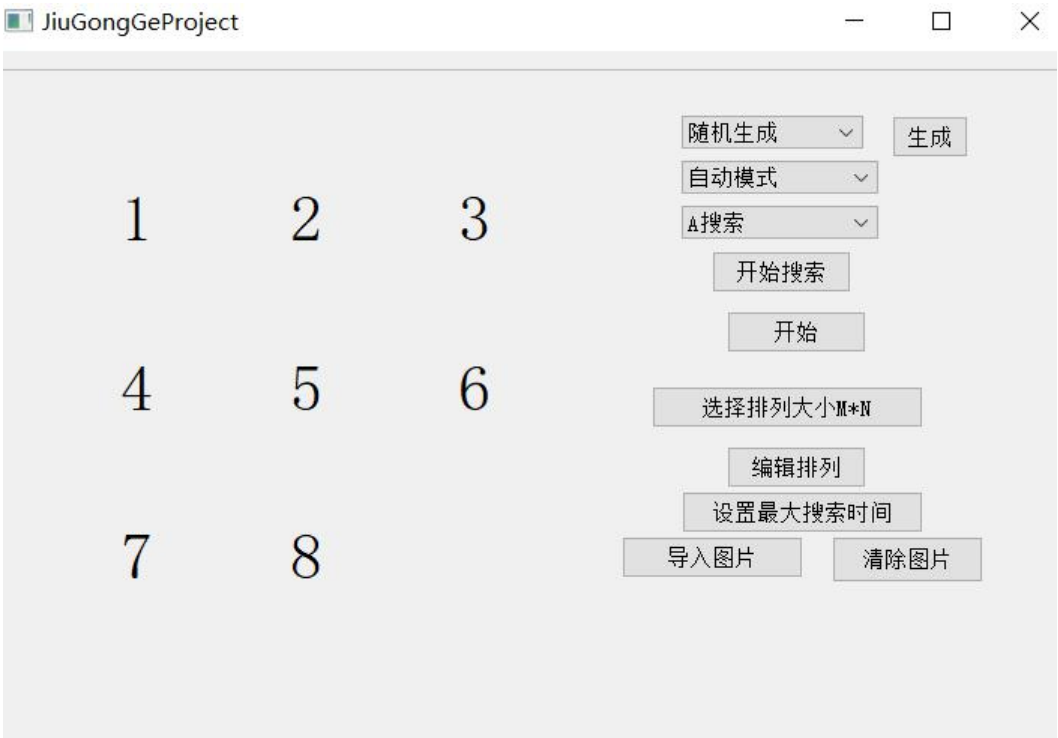 JiuGongGeProject
1 2 3
4 5 6
7 8
随机生成 生成
自动模式
A搜索
开始搜索
开始
选择排列大小M*N
编辑排列
设置最大搜索时间
导入图片 清除图片